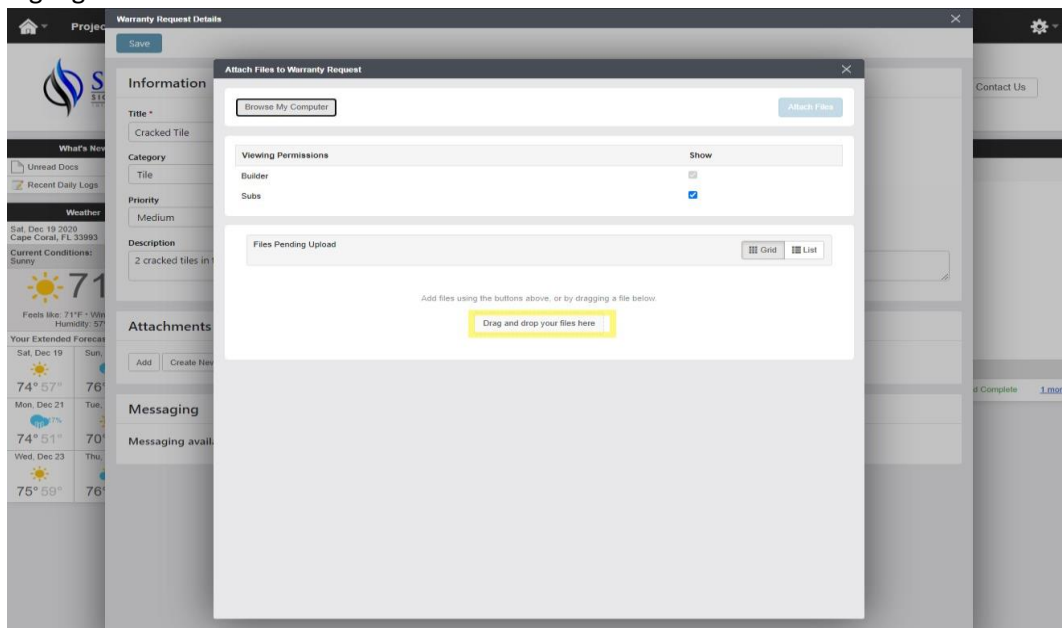 Projec
Warranty Request Details
Save
S
Contact Us
What's New
Unread Docs
Recent Daily Logs
Weather
Sat, Dec 19 2020
Cape Coral, FL 33993
Current Conditions:
Sunny
71
Feels like: 71°F • Win
Humidity: 57
Your Extended Forecas
Sat, Dec 19 Sun,
74° 57° 76°
Mon, Dec 21 Tue,
7%
74° 51° 70°
Wed, Dec 23 Thu,
75° 59° 76°
Information
Title *
Cracked Tile
Category
Tile
Priority
Medium
Description
2 cracked tiles in
Attachments
Add Create New
Messaging
Messaging avail
Attach Files to Warranty Request
Browse My Computer Attach Files
Viewing Permissions Show
Builder
Subs
Files Pending Upload Grid List
Add files using the buttons above, or by dragging a file below
Drag and drop your files here
d Complete 1 mor